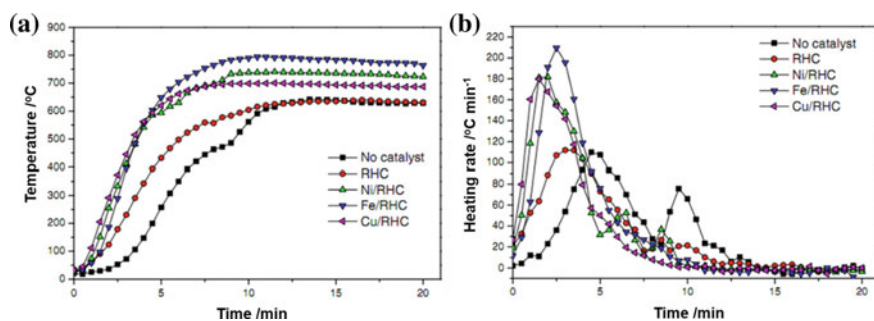 (a)
900
800
700
600
500
400
300
200
100
0
Temperature /°C
0 5 10 15 20
Time /min
No catalyst
RHC
Ni/RHC
Fe/RHC
Cu/RHC
(b)
220
200
180
160
140
120
100
80
60
40
20
0
Heating rate /°C min⁻¹
0 5 10 15 20
Time /min
No catalyst
RHC
Ni/RHC
Fe/RHC
Cu/RHC